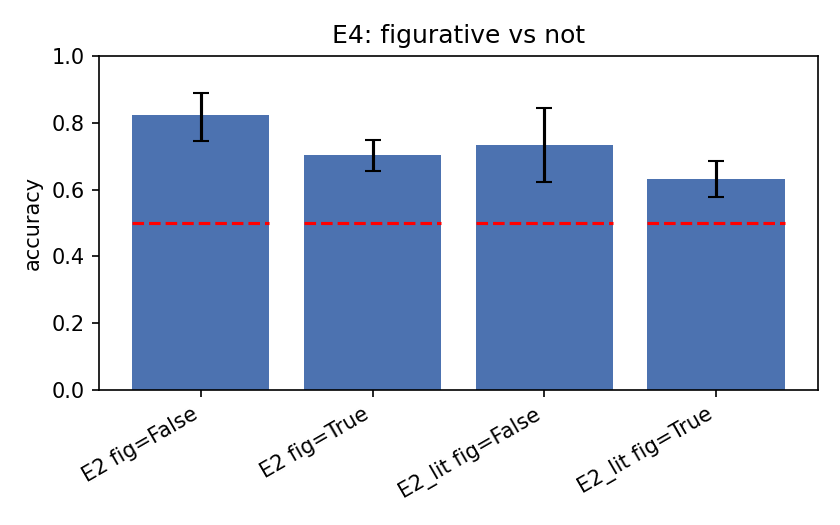 E4: figurative vs not
accuracy
1.0
0.8
0.6
0.4
0.2
0.0
E2 fig=False
E2 fig=True
E2_lit fig=False
E2_lit fig=True